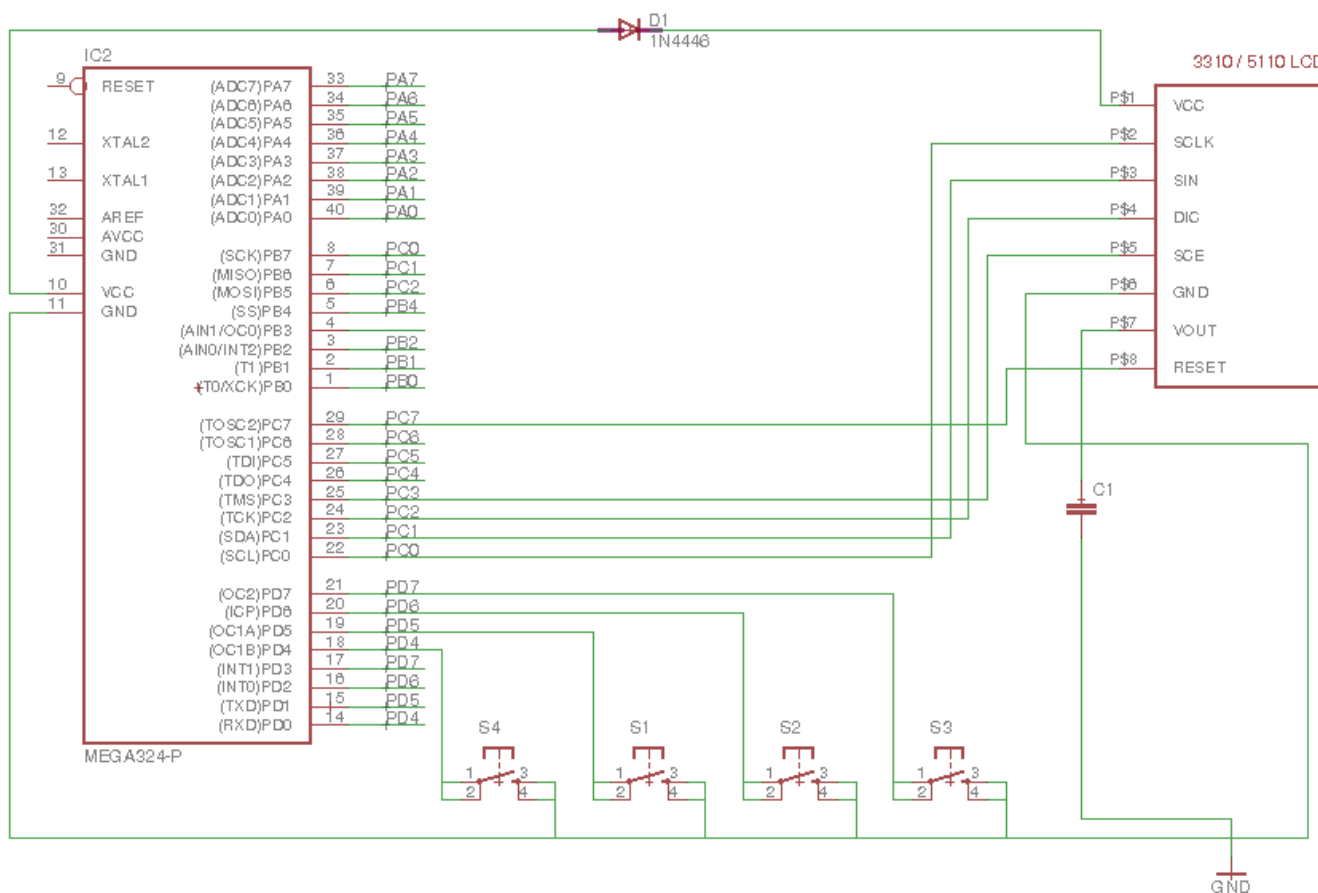 D1
1N4446
IC2
3310 / 5110 LCD
9 RESET (ADC7)PA7 33 PA7
(ADC6)PA6 34 PA6
(ADC5)PA5 35 PA5
12 XTAL2 (ADC4)PA4 36 PA4
(ADC3)PA3 37 PA3
13 XTAL1 (ADC2)PA2 38 PA2
(ADC1)PA1 39 PA1
32 AREF (ADC0)PA0 40 PA0
30 AVCC
31 GND (SCK)PB7 8 PC0
(MISO)PB6 7 PC1
10 VCC (MOSI)PB5 6 PC2
11 GND (SS)PB4 5 PB4
(AIN1/OC0)PB3 4
(AIN0/INT2)PB2 3 PB2
(T1)PB1 2 PB1
(T0/XCK)PB0 1 PB0
(TOSC2)PC7 29 PC7
(TOSC1)PC6 28 PC6
(TDI)PC5 27 PC5
(TDO)PC4 26 PC4
(TMS)PC3 25 PC3
(TCK)PC2 24 PC2
(SDA)PC1 23 PC1
(SCL)PC0 22 PC0
(OC2)PD7 21 PD7
(ICP)PD6 20 PD6
(OC1A)PD5 19 PD5
(OC1B)PD4 18 PD4
(INT1)PD3 17 PD7
(INT0)PD2 16 PD6
(TXD)PD1 15 PD5
(RXD)PD0 14 PD4
MEGA324-P
P$1 VCC
P$2 SCLK
P$3 SIN
P$4 DIC
P$5 SCE
P$6 GND
P$7 VOUT
P$8 RESET
C1
S4
1 3
2 4
S1
1 3
2 4
S2
1 3
2 4
S3
1 3
2 4
GND